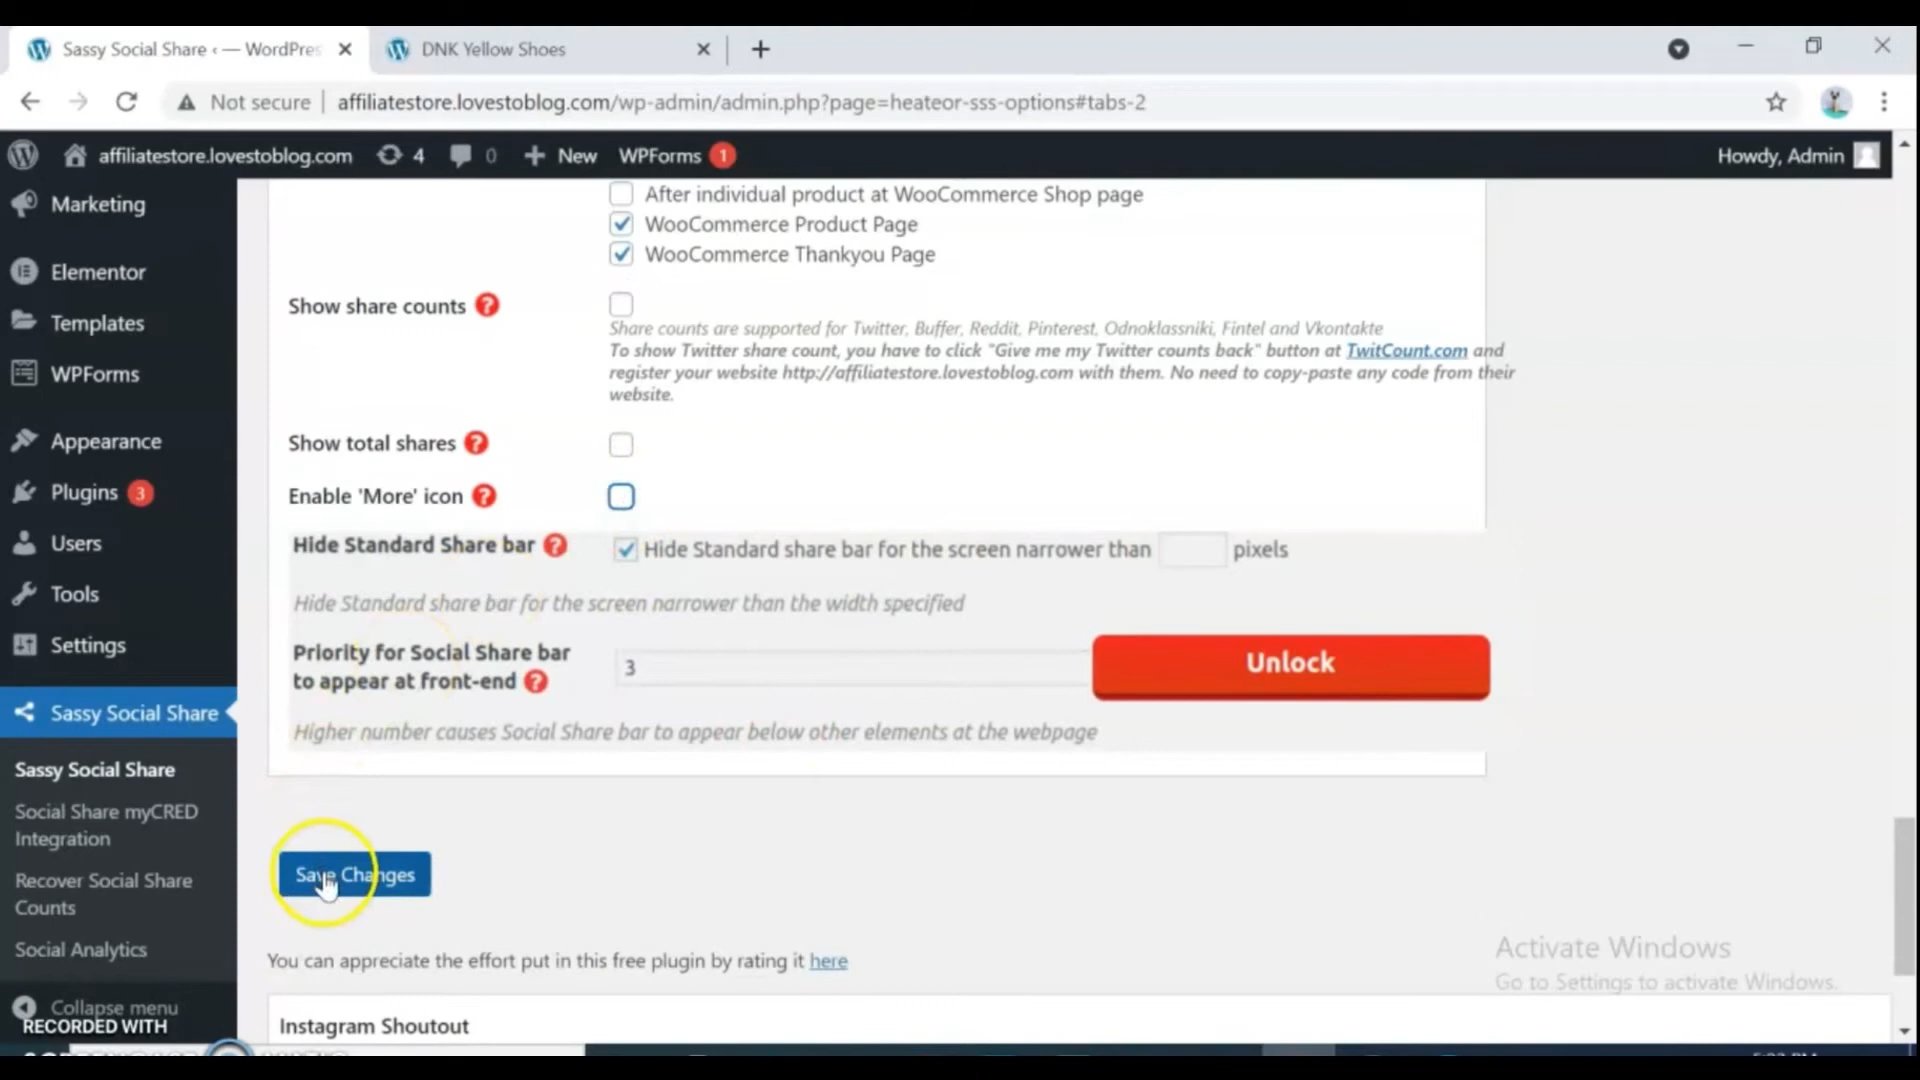 Sassy Social Share ‹ — WordPres
DNK Yellow Shoes
Not secure
affiliatestore.lovestoblog.com/wp-admin/admin.php?page=heateor-sss-options#tabs-2
affiliatestore.lovestoblog.com 4 0 New WPForms 1 Howdy, Admin
Marketing
Elementor
Templates
WPForms
Appearance
Plugins 3
Users
Tools
Settings
Sassy Social Share
Sassy Social Share
Social Share myCRED
Integration
Recover Social Share
Counts
Social Analytics
Collapse menu
RECORDED WITH
After individual product at WooCommerce Shop page
WooCommerce Product Page
WooCommerce Thankyou Page
Show share counts ?
Share counts are supported for Twitter, Buffer, Reddit, Pinterest, Odnoklassniki, Fintel and Vkontakte
To show Twitter share count, you have to click "Give me my Twitter counts back" button at TwitCount.com and
register your website http://affiliatestore.lovestoblog.com with them. No need to copy-paste any code from their
website.
Show total shares ?
Enable 'More' icon ?
Hide Standard Share bar ? Hide Standard share bar for the screen narrower than pixels
Hide Standard share bar for the screen narrower than the width specified
Priority for Social Share bar
to appear at front-end ?
3
Unlock
Higher number causes Social Share bar to appear below other elements at the webpage
Save Changes
You can appreciate the effort put in this free plugin by rating it here
Instagram Shoutout
Activate Windows
Go to Settings to activate Windows.